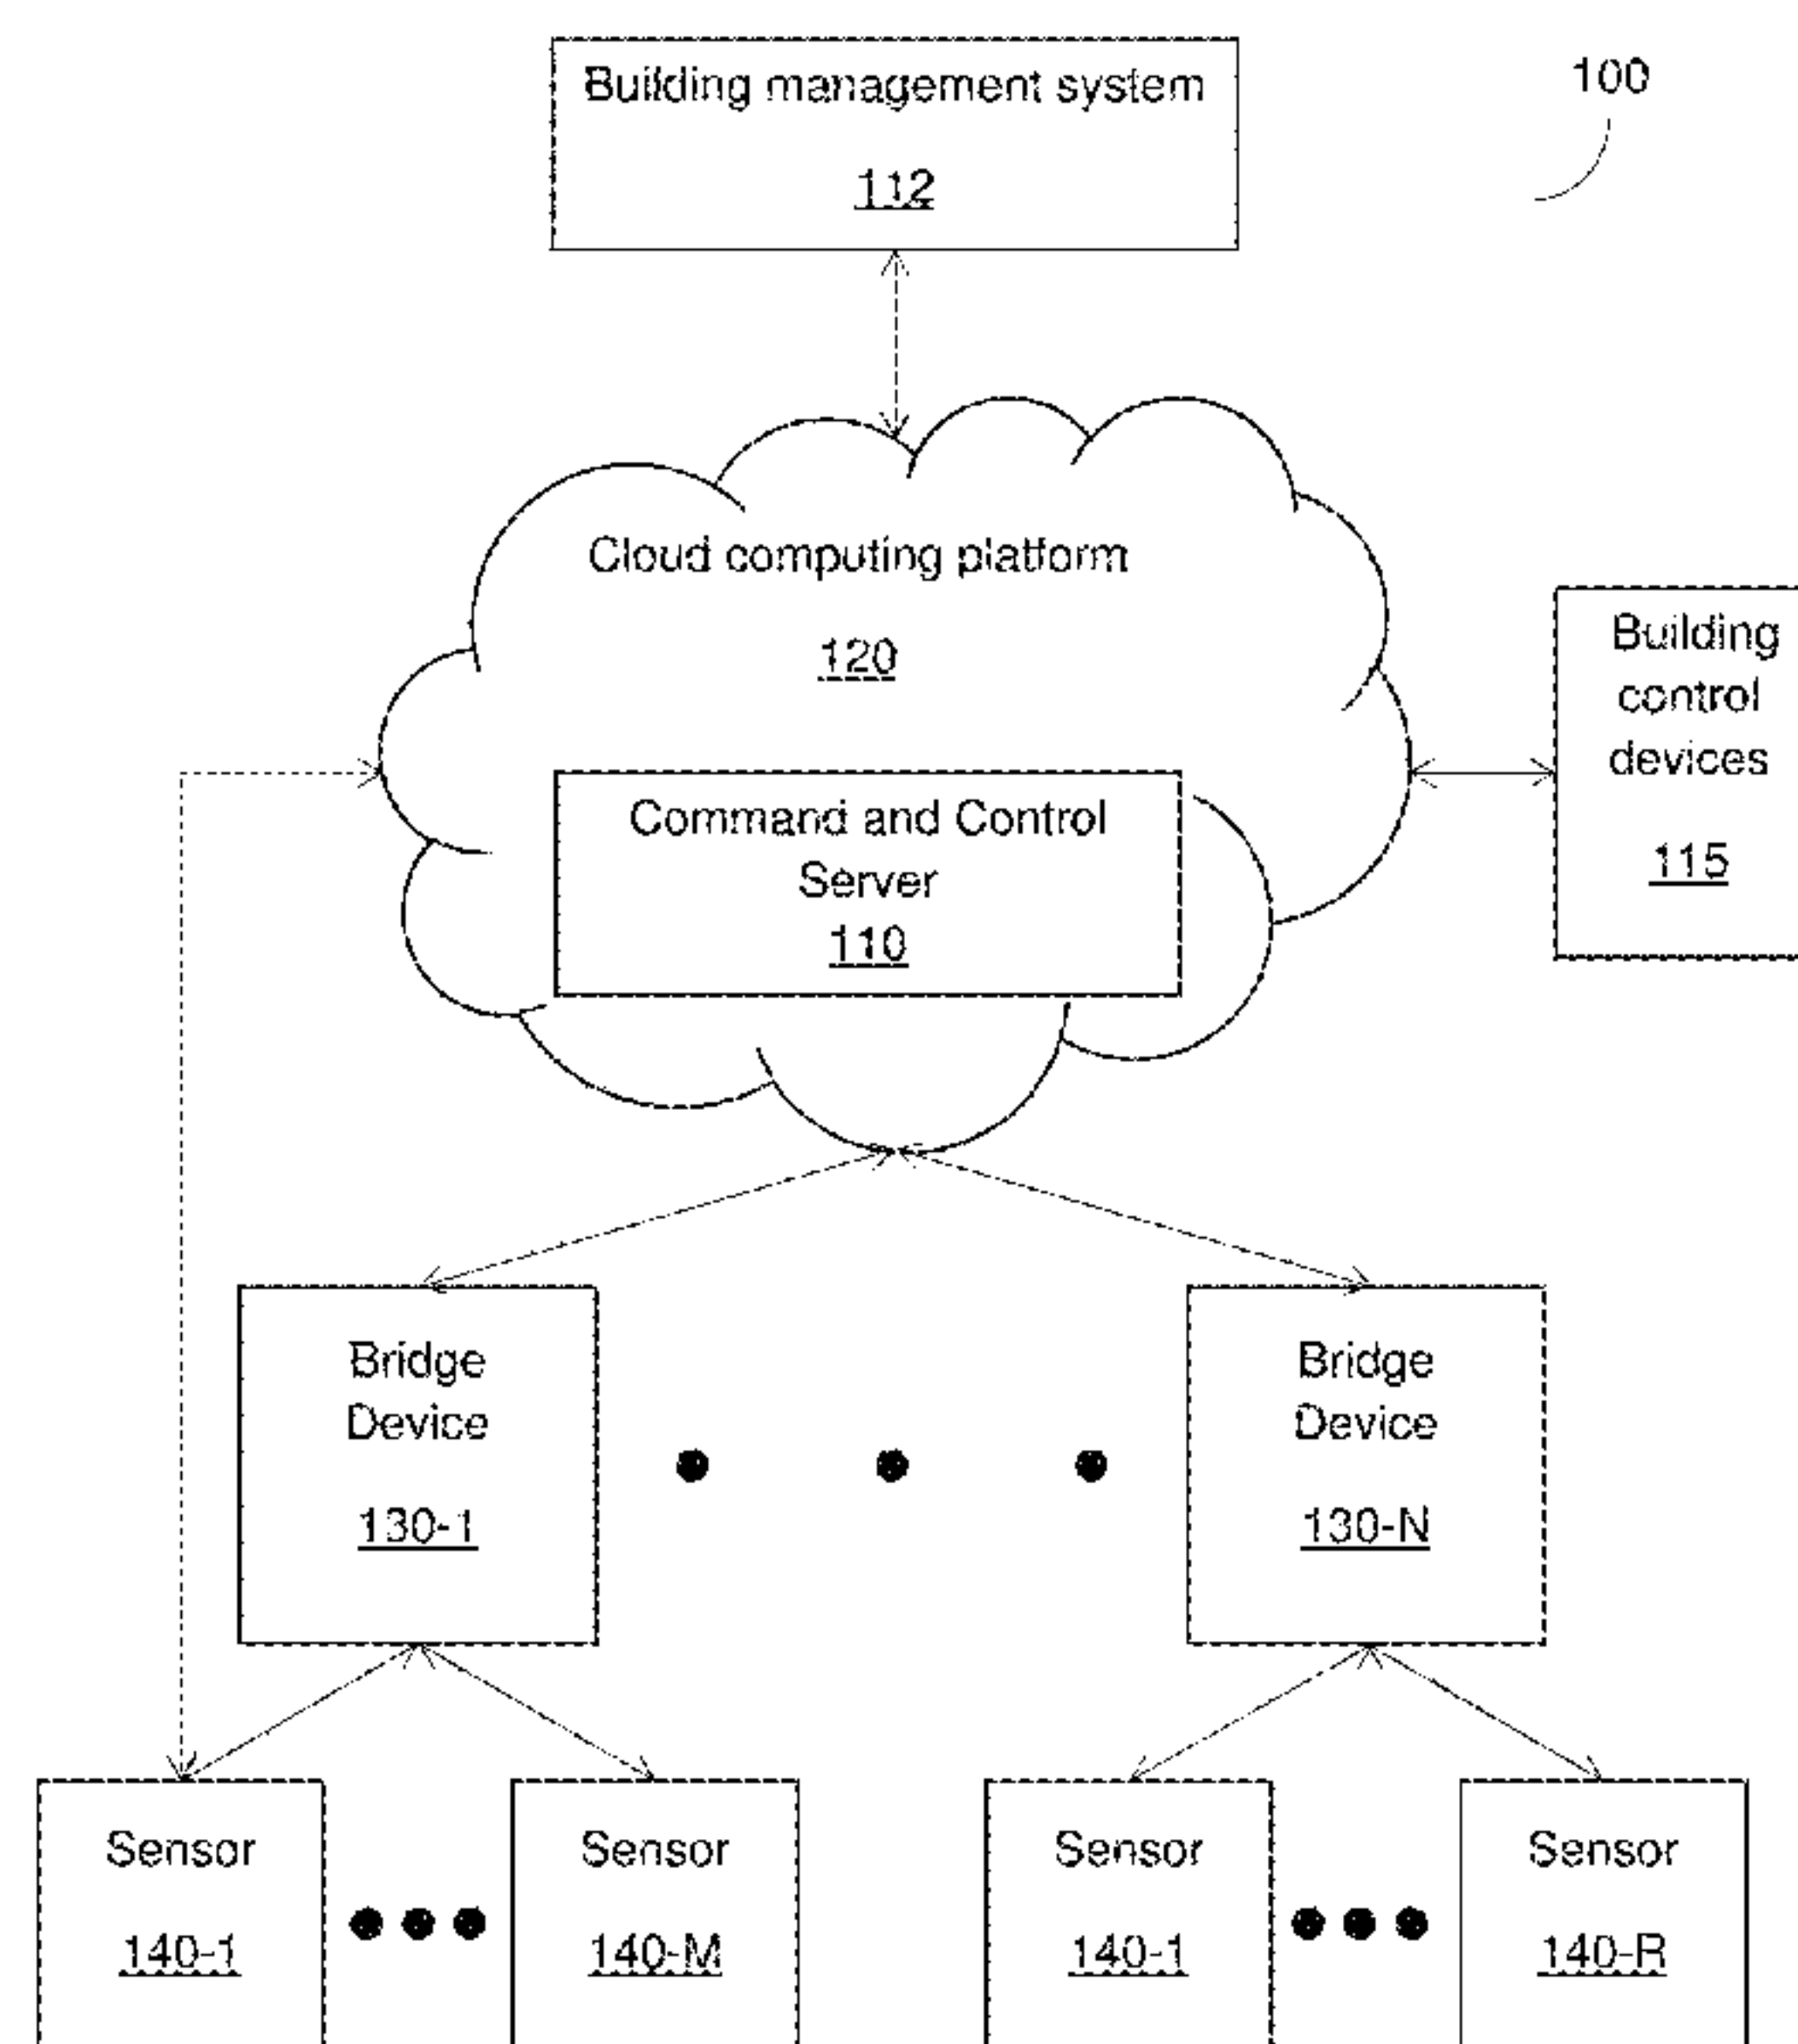 Building management system
112
100
Cloud computing platform
120
Building
control
devices
115
Command and Control
Server
110
Bridge
Device
130-1
Bridge
Device
130-N
Sensor
140-1
Sensor
140-M
Sensor
140-1
Sensor
140-R